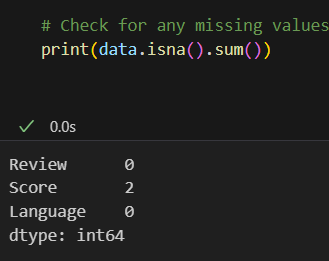 # Check for any missing values
print(data.isna().sum())
0.0s
Review 0
Score 2
Language 0
dtype: int64